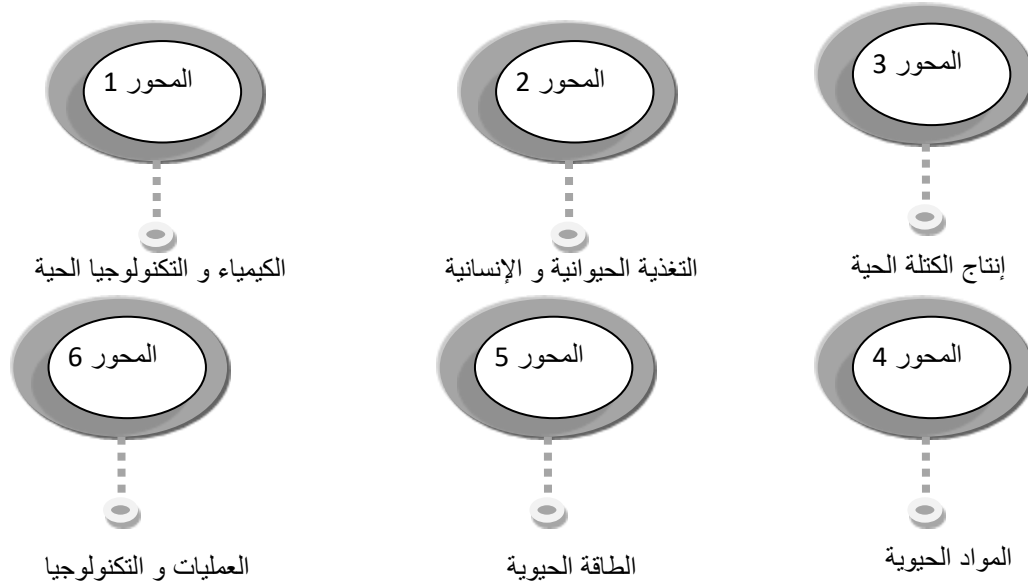 المحور 1
المحور 2
المحور 3
الكيمياء و التكنولوجيا الحية
التغذية الحيوانية و الإنسانية
إنتاج الكتلة الحية
المحور 6
المحور 5
المحور 4
العمليات و التكنولوجيا
الطاقة الحيوية
المواد الحيوية